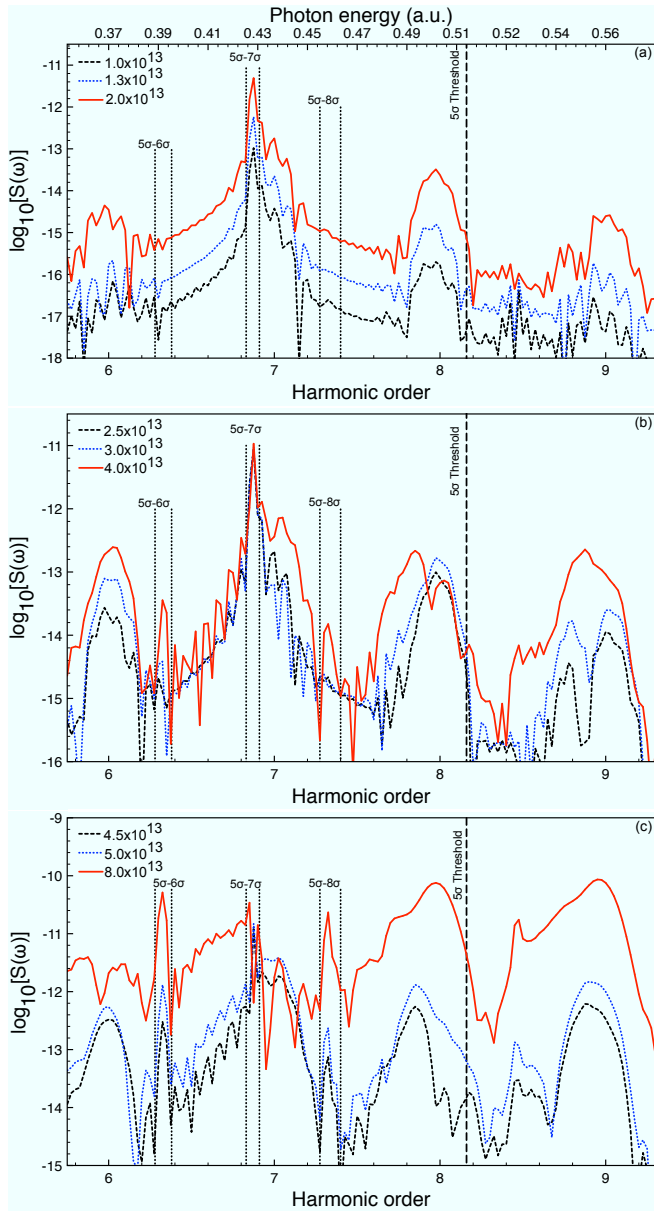 Photon energy (a.u.)
0.37 0.39 0.41 0.43 0.45 0.47 0.49 0.51 0.52 0.54 0.56
(a)
-11
-12
-13
-14
-15
-16
-17
-18
log10[S(ω)]
1.0x10^13
1.3x10^13
2.0x10^13
5σ-6σ
5σ-7σ
5σ-8σ
5σ Threshold
6 7 8 9
Harmonic order
(b)
-11
-12
-13
-14
-15
-16
log10[S(ω)]
2.5x10^13
3.0x10^13
4.0x10^13
5σ-6σ
5σ-7σ
5σ-8σ
5σ Threshold
6 7 8 9
Harmonic order
(c)
-9
-10
-11
-12
-13
-14
-15
log10[S(ω)]
4.5x10^13
5.0x10^13
8.0x10^13
5σ-6σ
5σ-7σ
5σ-8σ
5σ Threshold
6 7 8 9
Harmonic order